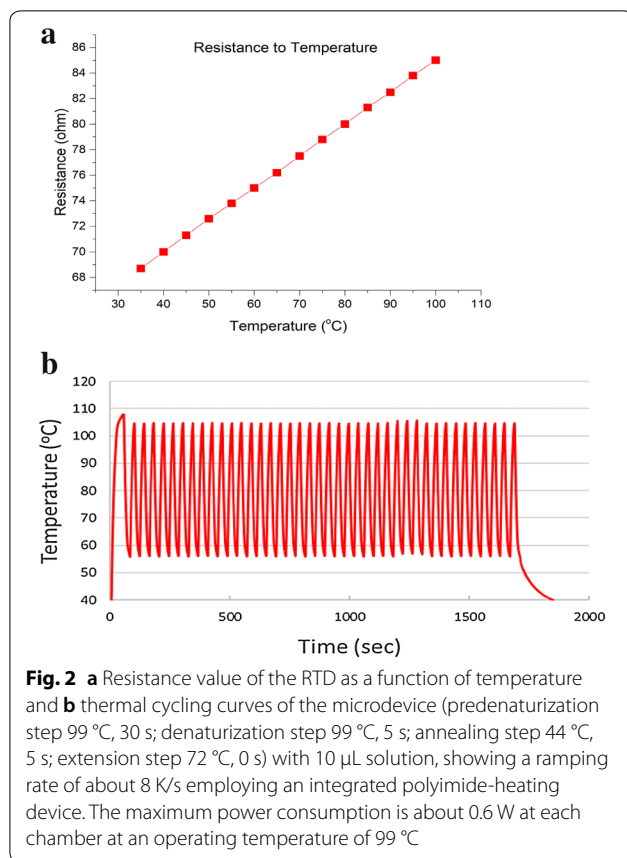 a
Resistance to Temperature
86
84
80
76
72
70
68
Resistance (ohm)
30 40 50 60 70 80 90 100 110
Temperature (°C)
b
120
110
100
90
80
70
60
50
40
Temperature (ºC)
0 500 1000 1500 2000
Time (sec)
Fig. 2 a Resistance value of the RTD as a function of temperature
and b thermal cycling curves of the microdevice (predenaturization
step 99 °C, 30 s; denaturization step 99 °C, 5 s; annealing step 44 °C,
5 s; extension step 72 °C, 0 s) with 10 μL solution, showing a ramping
rate of about 8 K/s employing an integrated polyimide-heating
device. The maximum power consumption is about 0.6 W at each
chamber at an operating temperature of 99 °C